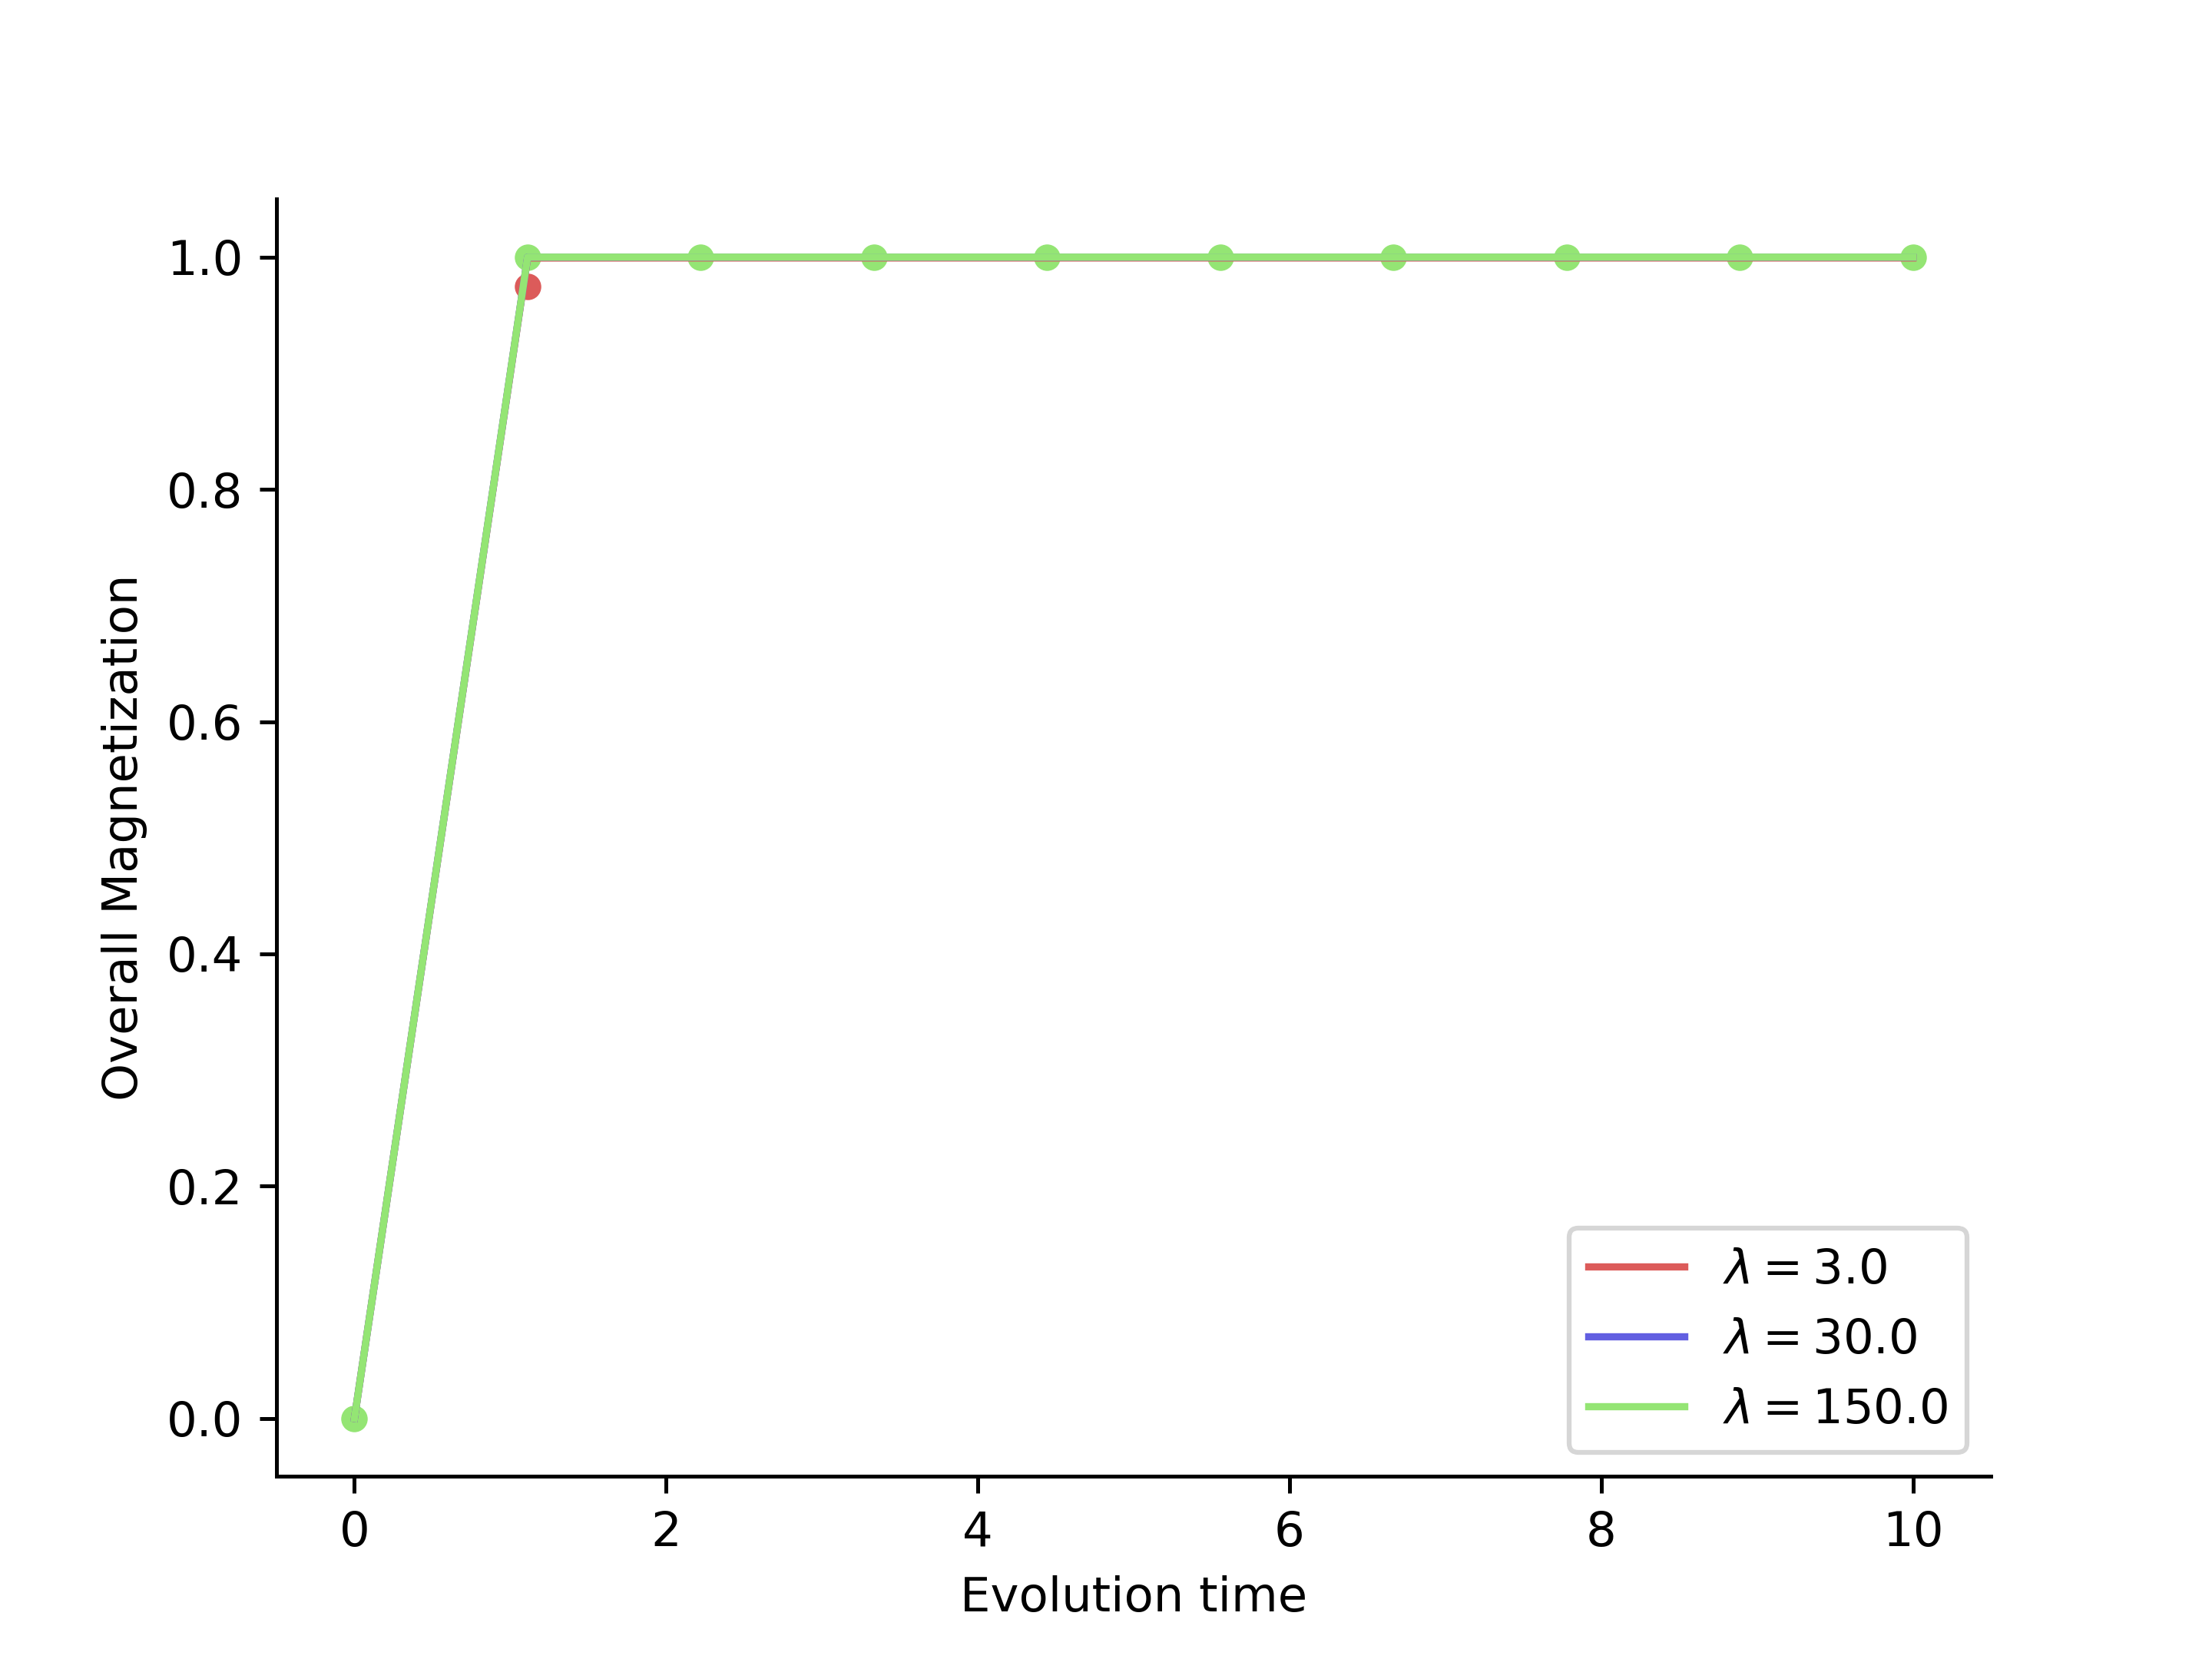 1.0
0.8
0.6
0.4
0.2
0.0
Overall Magnetization
0 2 4 6 8 10
Evolution time
λ = 3.0
λ = 30.0
λ = 150.0